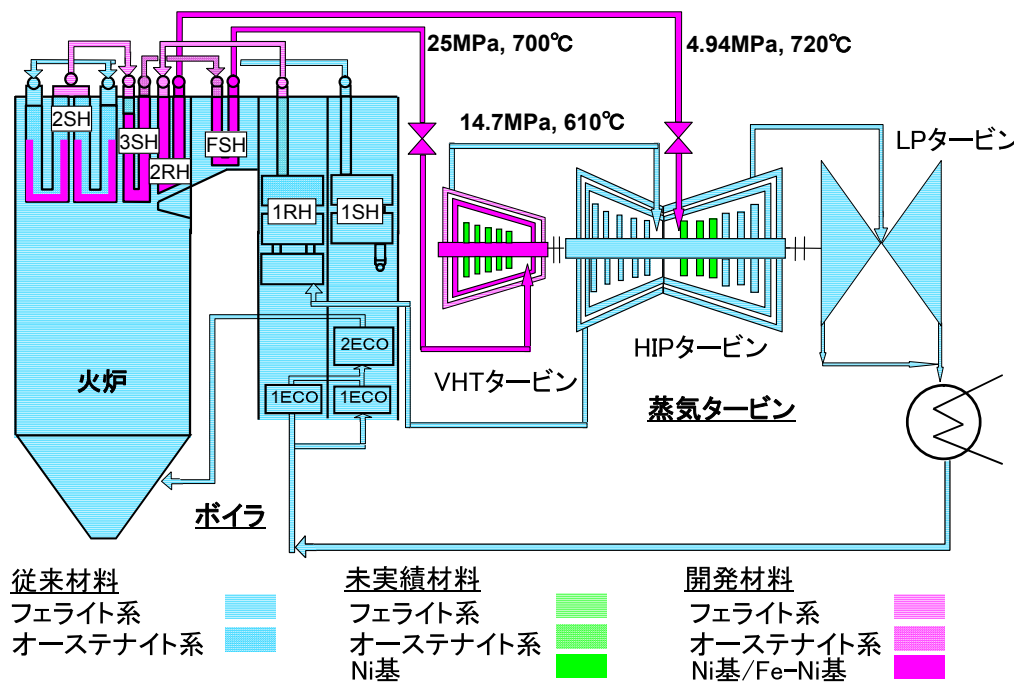 25MPa, 700℃
4.94MPa, 720℃
14.7MPa, 610℃
LPタービン
2SH
3SH
2RH
FSH
1RH
1SH
2ECO
1ECO
1ECO
火炉
VHTタービン
HIPタービン
蒸気タービン
ボイラ
従来材料
フェライト系
オーステナイト系
未実績材料
フェライト系
オーステナイト系
Ni基
開発材料
フェライト系
オーステナイト系
Ni基/Fe-Ni基